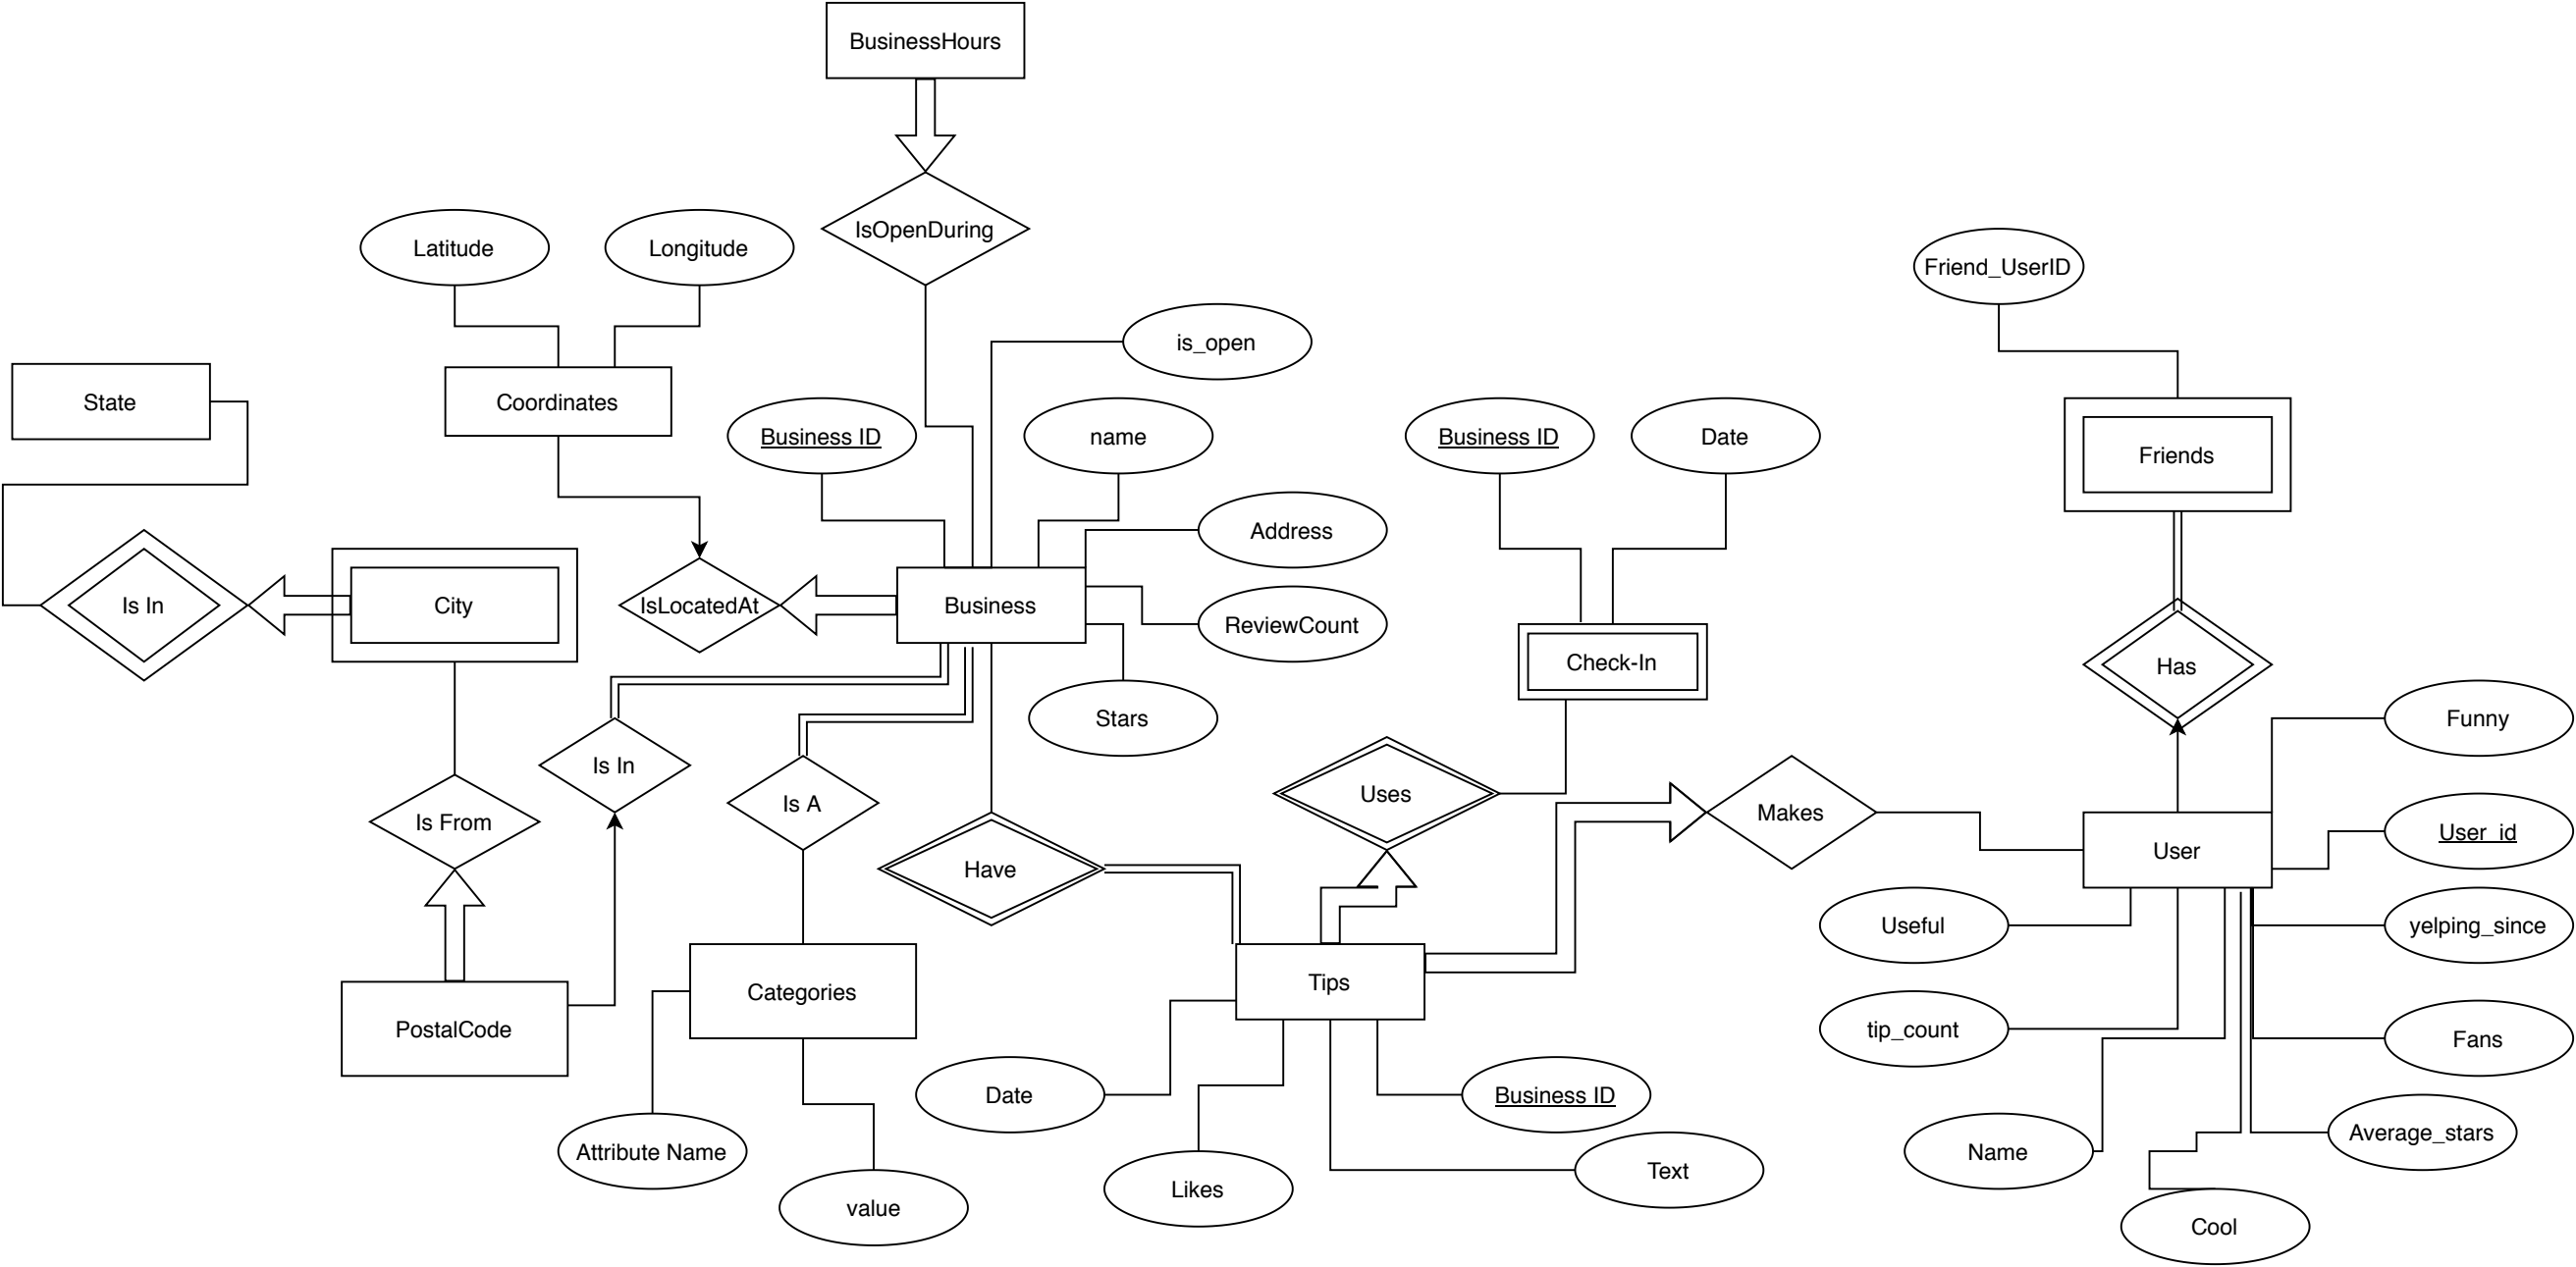 BusinessHours
IsOpenDuring
Latitude
Longitude
Friend_UserID
is_open
State
Coordinates
Business ID
name
Business ID
Date
Friends
Address
Is In
City
IsLocatedAt
Business
ReviewCount
Check-In
Has
Stars
Funny
Is In
Is A
Uses
Makes
Is From
User
User_id
Have
Useful
yelping_since
Categories
Tips
PostalCode
tip_count
Fans
Date
Business ID
Average_stars
Attribute Name
Name
Text
Likes
value
Cool